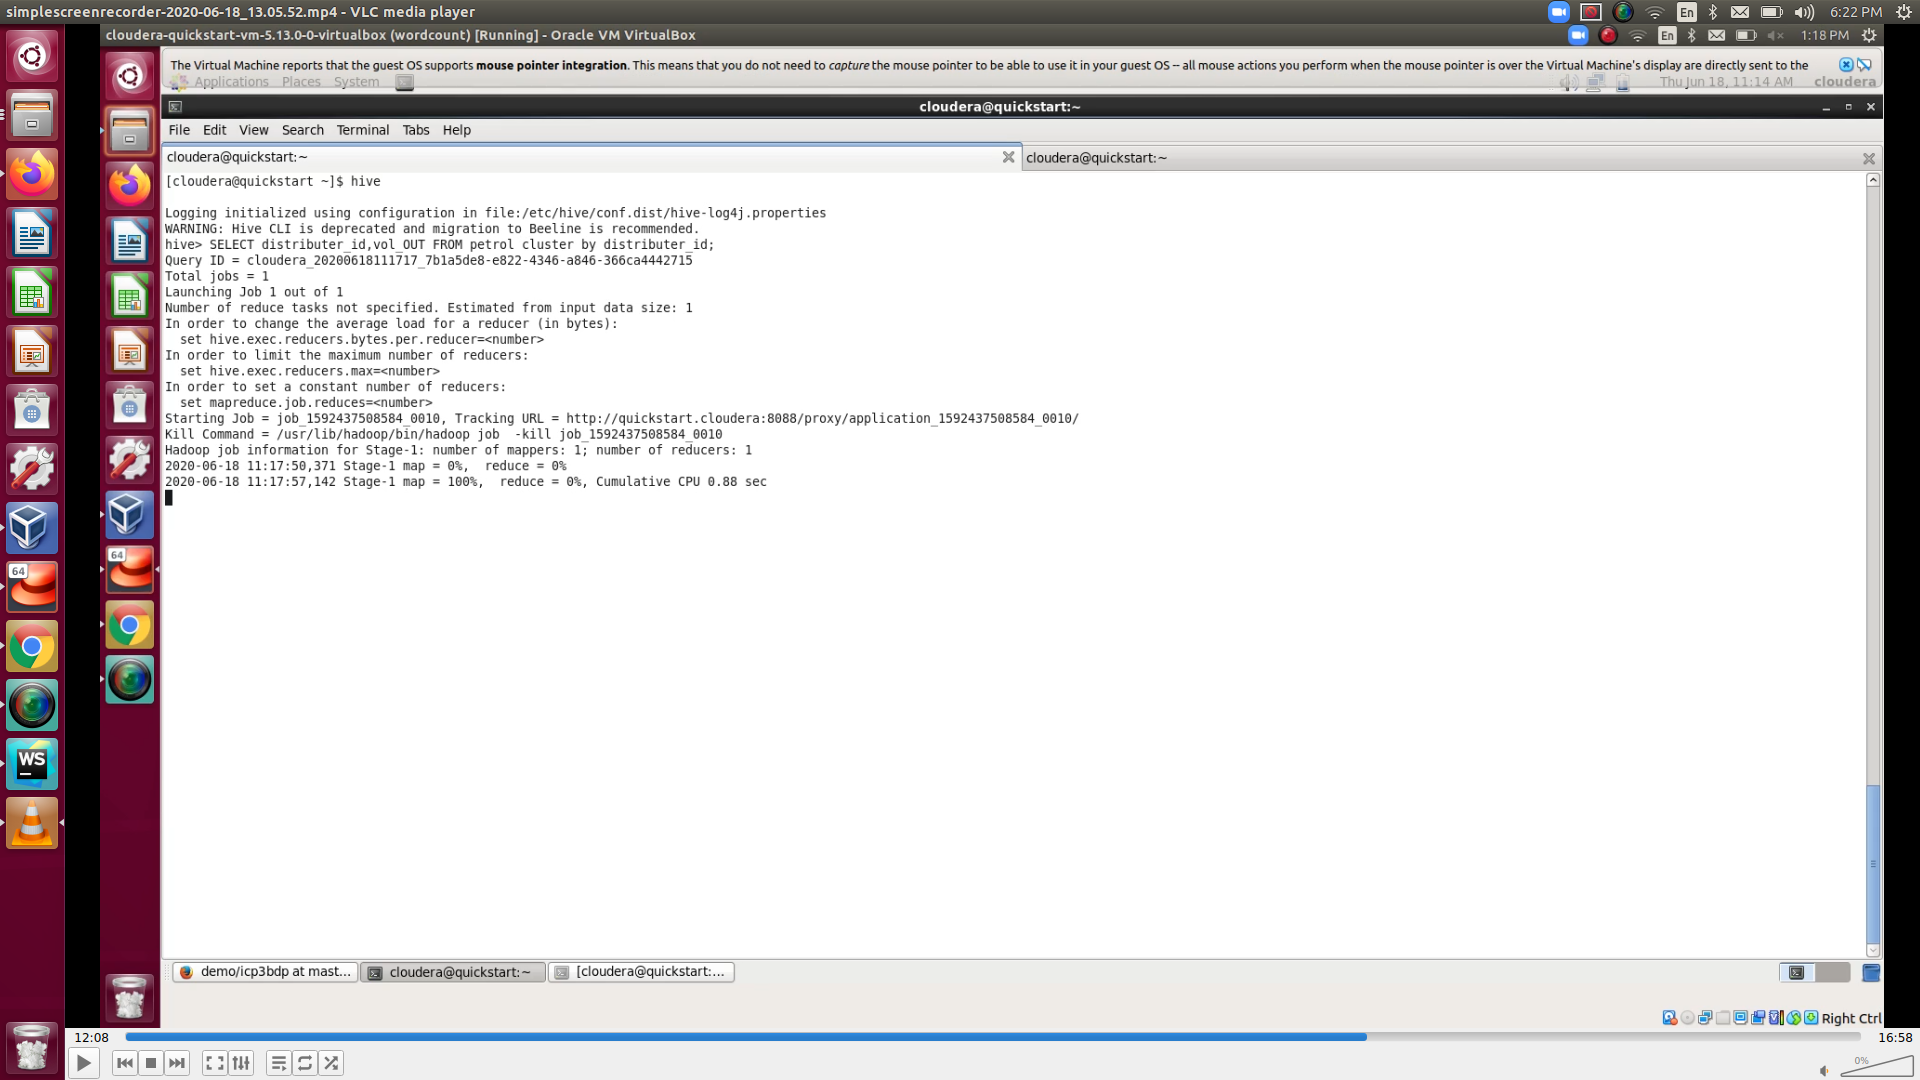 simplescreenrecorder-2020-06-18_13.05.52.mp4 - VLC media player
En
6:22 PM
cloudera-quickstart-vm-5.13.0-0-virtualbox (wordcount) [Running] - Oracle VM VirtualBox
En
1:18 PM
The Virtual Machine reports that the guest OS supports mouse pointer integration. This means that you do not need to capture the mouse pointer to be able to use it in your guest OS -- all mouse actions you perform when the mouse pointer is over the Virtual Machine's display are directly sent to the
Applications Places System
Thu Jun 18, 11:14 AM cloudera
cloudera@quickstart:~
File Edit View Search Terminal Tabs Help
cloudera@quickstart:~
cloudera@quickstart:~
[cloudera@quickstart ~]$ hive
Logging initialized using configuration in file:/etc/hive/conf.dist/hive-log4j.properties
WARNING: Hive CLI is deprecated and migration to Beeline is recommended.
hive> SELECT distributer_id,vol_OUT FROM petrol cluster by distributer_id;
Query ID = cloudera_20200618111717_7b1a5de8-e822-4346-a846-366ca4442715
Total jobs = 1
Launching Job 1 out of 1
Number of reduce tasks not specified. Estimated from input data size: 1
In order to change the average load for a reducer (in bytes):
  set hive.exec.reducers.bytes.per.reducer=<number>
In order to limit the maximum number of reducers:
  set hive.exec.reducers.max=<number>
In order to set a constant number of reducers:
  set mapreduce.job.reduces=<number>
Starting Job = job_1592437508584_0010, Tracking URL = http://quickstart.cloudera:8088/proxy/application_1592437508584_0010/
Kill Command = /usr/lib/hadoop/bin/hadoop job  -kill job_1592437508584_0010
Hadoop job information for Stage-1: number of mappers: 1; number of reducers: 1
2020-06-18 11:17:50,371 Stage-1 map = 0%,  reduce = 0%
2020-06-18 11:17:57,142 Stage-1 map = 100%,  reduce = 0%, Cumulative CPU 0.88 sec
64
64
WS
demo/icp3bdp at mast...
cloudera@quickstart:~
[cloudera@quickstart:...
Right Ctrl
12:08
16:58
0%